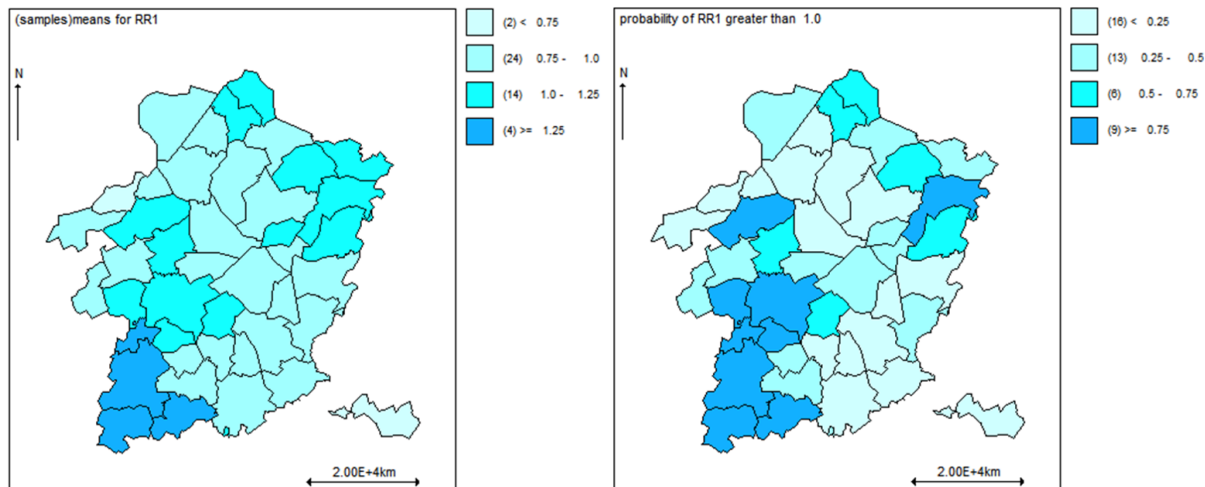 (samples)means for RR1
(2) < 0.75
(24) 0.75 - 1.0
(14) 1.0 - 1.25
(4) >= 1.25
N
2.00E+4km
probability of RR1 greater than 1.0
(16) < 0.25
(13) 0.25 - 0.5
(6) 0.5 - 0.75
(9) >= 0.75
N
2.00E+4km